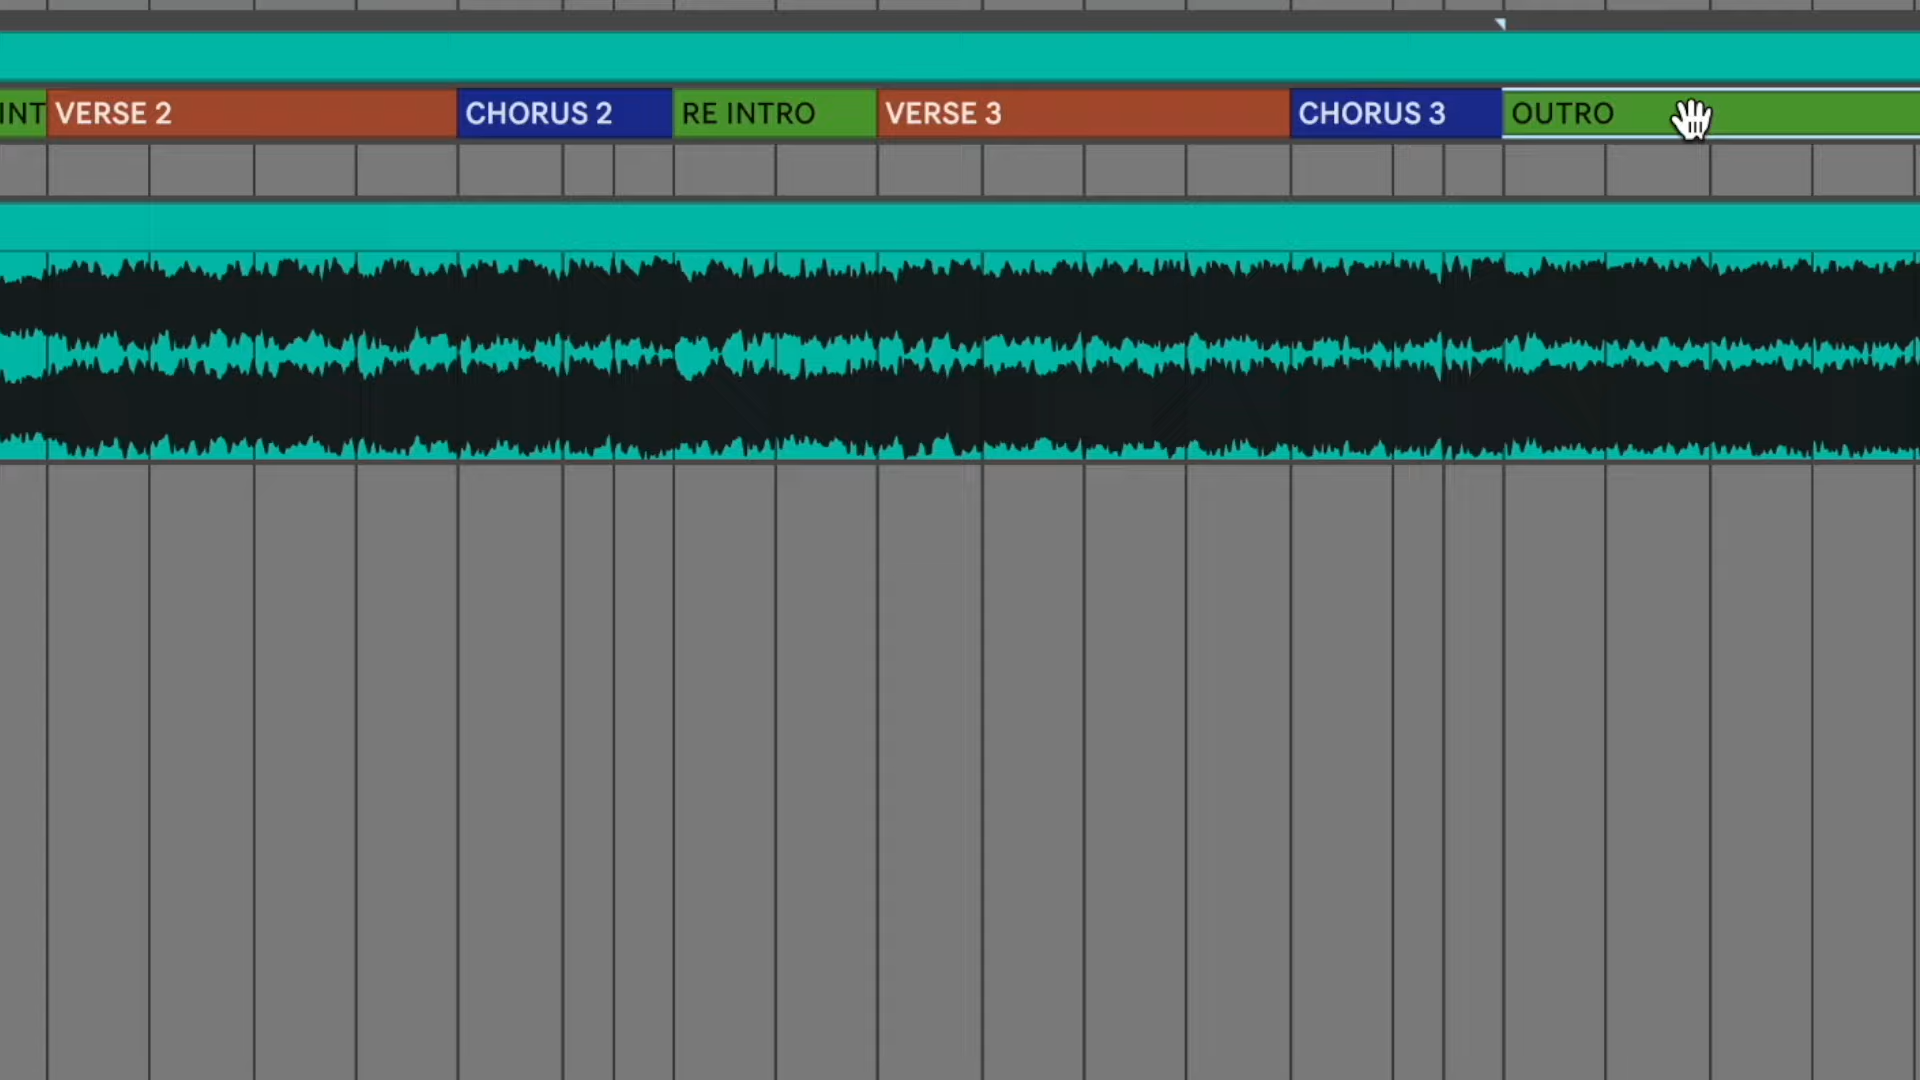 INT
VERSE 2
CHORUS 2
RE INTRO
VERSE 3
CHORUS 3
OUTRO